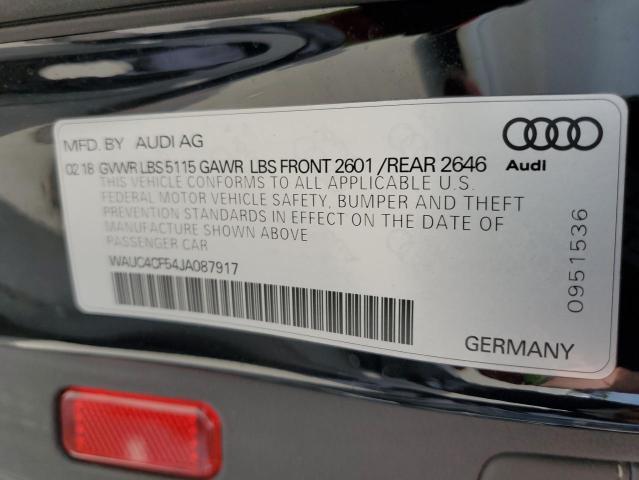 MFD. BY AUDI AG
Audi
02 18 GVWR LBS 5115 GAWR LBS FRONT 2601 /REAR 2646
THIS VEHICLE CONFORMS TO ALL APPLICABLE U.S.
FEDERAL MOTOR VEHICLE SAFETY, BUMPER AND THEFT
PREVENTION STANDARDS IN EFFECT ON THE DATE OF
MANUFACTURE SHOWN ABOVE
PASSENGER CAR
WAUC4CF54JA087917
0951536
GERMANY